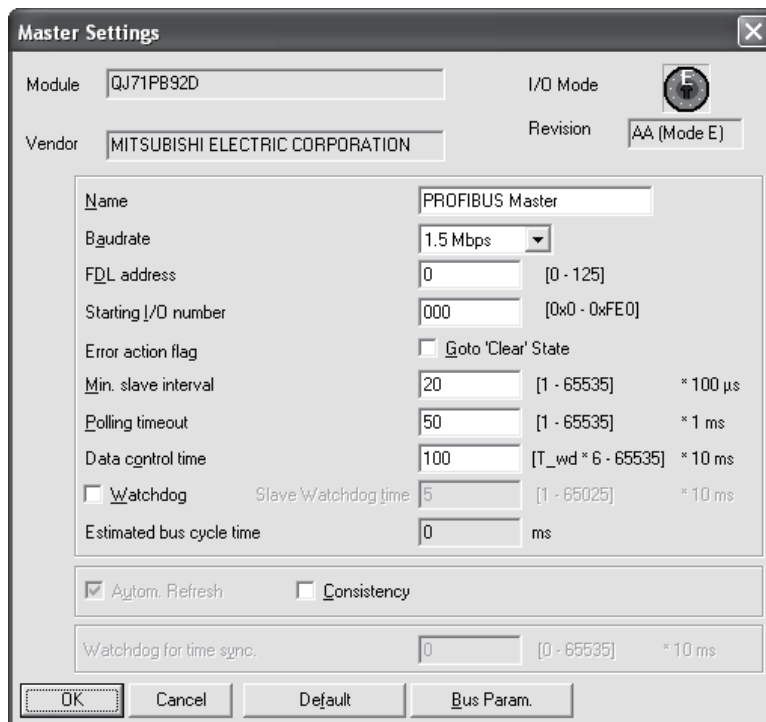 Master Settings
Module QJ71PB92D I/O Mode E
Vendor MITSUBISHI ELECTRIC CORPORATION Revision AA (Mode E)
Name PROFIBUS Master
Baudrate 1.5 Mbps
FDL address 0 [0 - 125]
Starting I/O number 000 [0x0 - 0xFE0]
Error action flag Goto 'Clear' State
Min. slave interval 20 [1 - 65535] * 100 µs
Polling timeout 50 [1 - 65535] * 1 ms
Data control time 100 [T_wd * 6 - 65535] * 10 ms
Watchdog Slave Watchdog time 5 [1 - 65025] * 10 ms
Estimated bus cycle time 0 ms
Autom. Refresh Consistency
Watchdog for time sync. 0 [0 - 65535] * 10 ms
OK Cancel Default Bus Param.